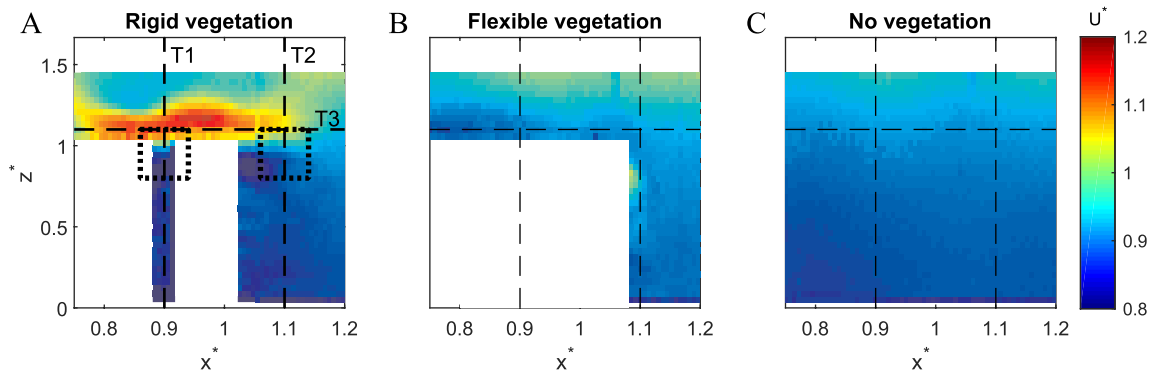 A Rigid vegetation B Flexible vegetation C No vegetation U*
T1 T2 T3
z*
1.5
1
0.5
0
0.8 0.9 1 1.1 1.2
x*
0.8 0.9 1 1.1 1.2
x*
0.8 0.9 1 1.1 1.2
x*
1.2
1.1
1
0.9
0.8